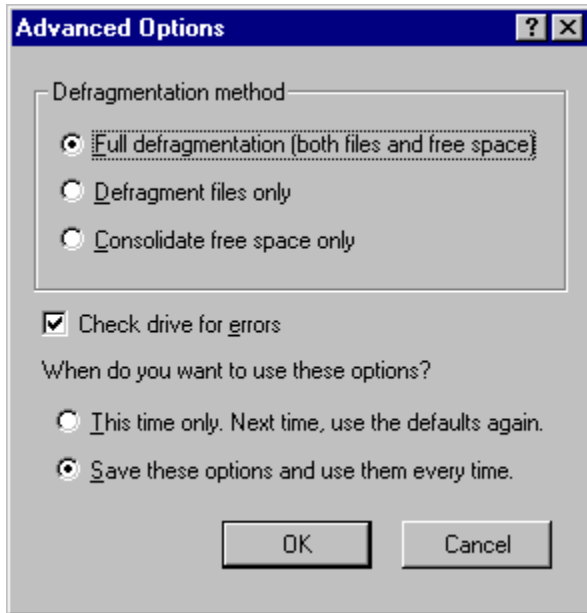 Advanced Options
Defragmentation method
Full defragmentation (both files and free space)
Defragment files only
Consolidate free space only
Check drive for errors
When do you want to use these options?
This time only. Next time, use the defaults again.
Save these options and use them every time.
OK
Cancel